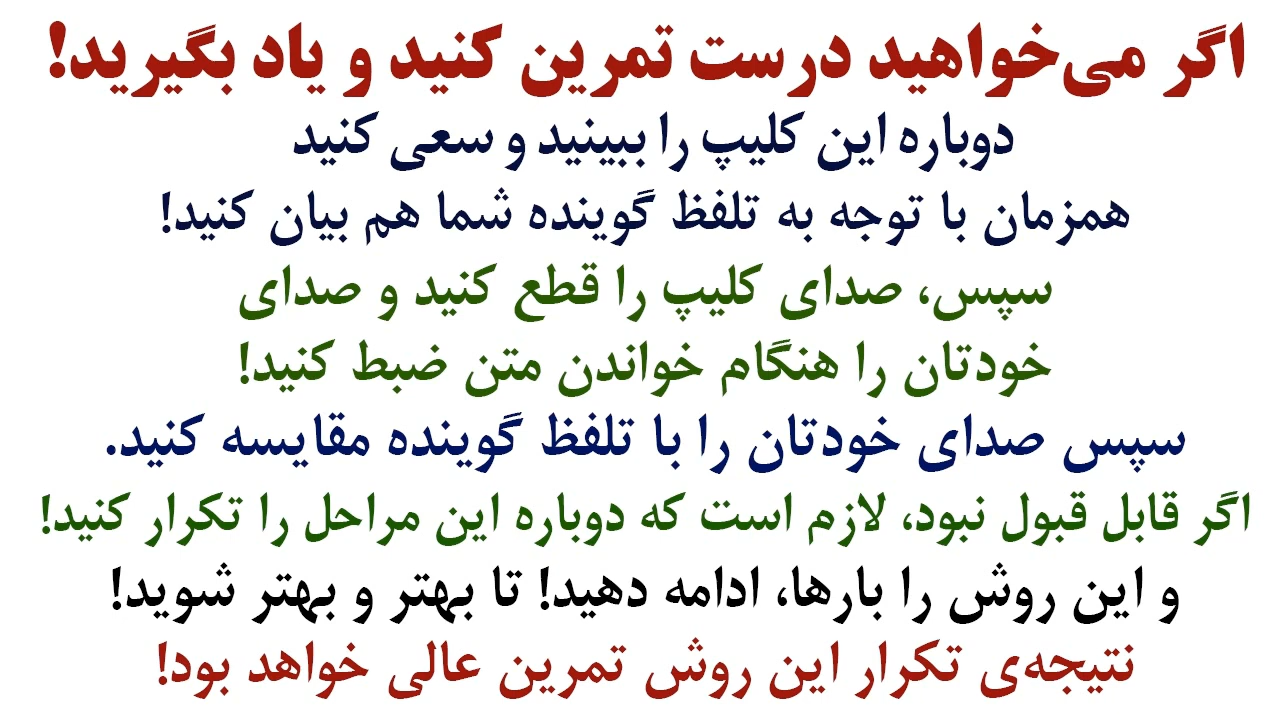 اگر می‌خواهید درست تمرین کنید و یاد بگیرید!
دوباره این کلیپ را ببینید و سعی کنید
همزمان با توجه به تلفظ گوینده شما هم بیان کنید!
سپس، صدای کلیپ را قطع کنید و صدای
خودتان را هنگام خواندن متن ضبط کنید!
سپس صدای خودتان را با تلفظ گوینده مقایسه کنید.
اگر قابل قبول نبود، لازم است که دوباره این مراحل را تکرار کنید!
و این روش را بارها، ادامه دهید! تا بهتر و بهتر شوید!
نتیجه‌ی تکرار این روش تمرین عالی خواهد بود!